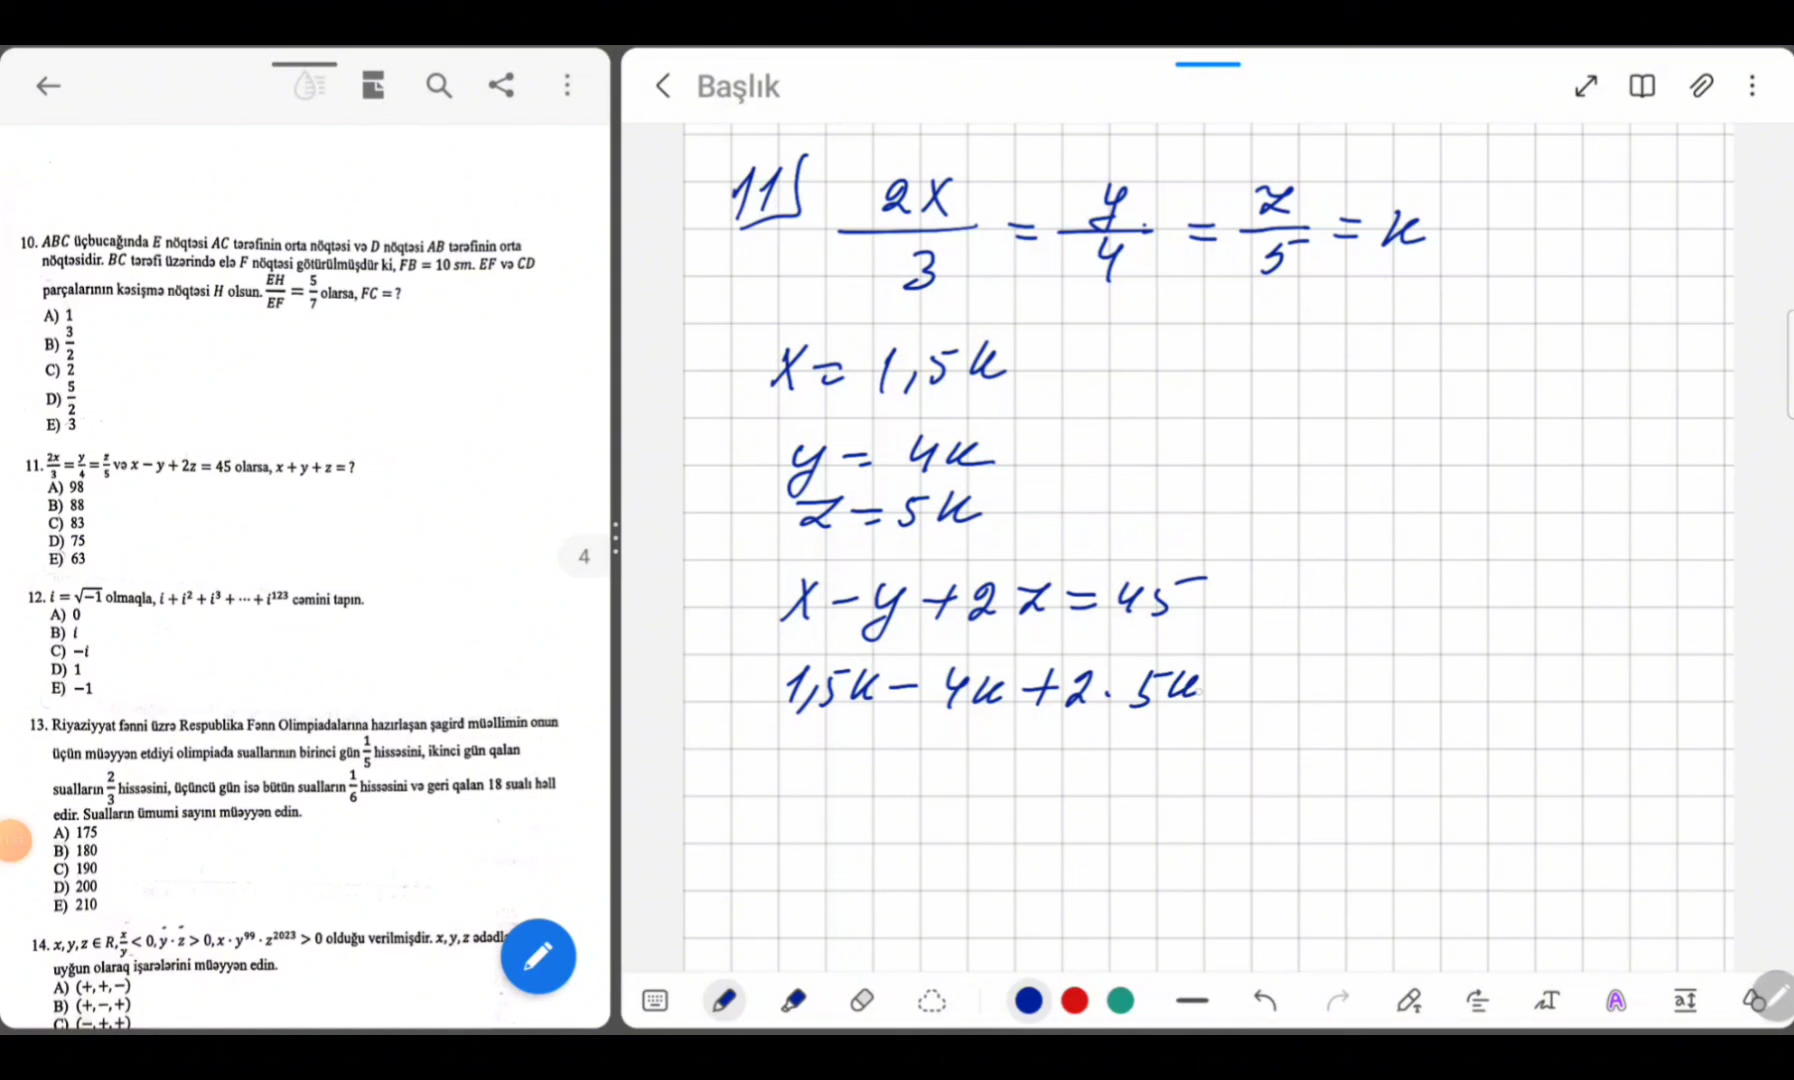 10. ABC üçbucağında E nöqtəsi AC tərəfinin orta nöqtəsi və D nöqtəsi AB tərəfinin orta
nöqtəsidir. BC tərəfi üzərində elə F nöqtəsi götürülmüşdür ki, FB = 10 sm. EF və CD
parçalarının kəsişmə nöqtəsi H olsun. EH/EF = 5/7 olarsa, FC = ?
A) 1
B) 3/2
C) 2
D) 5/2
E) 3
11. 2x/3 = y/4 = z/5 və x − y + 2z = 45 olarsa, x + y + z = ?
A) 98
B) 88
C) 83
D) 75
E) 63
4
12. i = √−1 olmaqla, i + i² + i³ + ⋯ + i¹²³ cəmini tapın.
A) 0
B) i
C) −i
D) 1
E) −1
13. Riyaziyyat fənni üzrə Respublika Fənn Olimpiadalarına hazırlaşan şagird müəllimin onun
üçün müəyyən etdiyi olimpiada suallarının birinci gün 1/5 hissəsini, ikinci gün qalan
sualların 2/3 hissəsini, üçüncü gün isə bütün sualların 1/6 hissəsini və geri qalan 18 sualı həll
edir. Sualların ümumi sayını müəyyən edin.
A) 175
B) 180
C) 190
D) 200
E) 210
14. x, y, z ∈ R, x/y < 0, y · z > 0, x · y⁹⁹ · z²⁰²³ > 0 olduğu verilmişdir. x, y, z ədədl
uyğun olaraq işarələrini müəyyən edin.
A) (+, +, −)
B) (+, −, +)
C) (−, +, +)
Başlık
11) 2x/3 = y/4 = z/5 = k
x = 1,5k
y = 4k
z = 5k
x − y + 2z = 45
1,5k − 4k + 2 · 5k